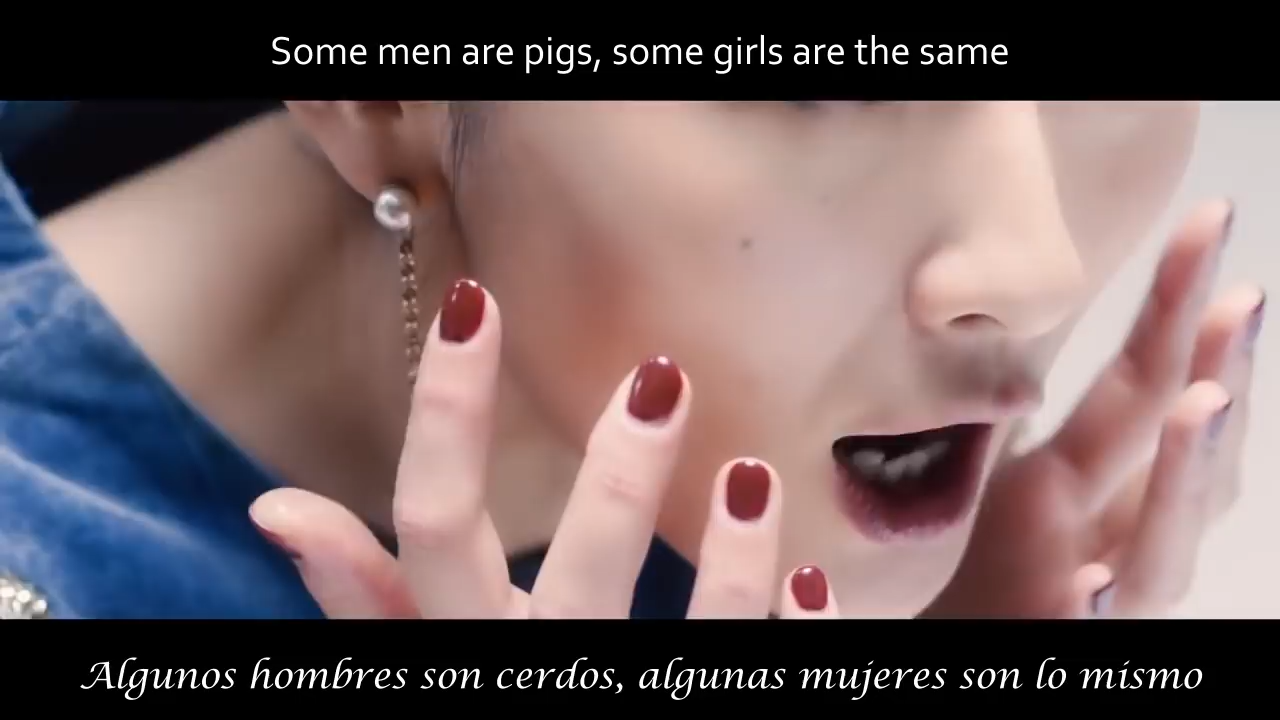 Some men are pigs, some girls are the same
Algunos hombres son cerdos, algunas mujeres son lo mismo